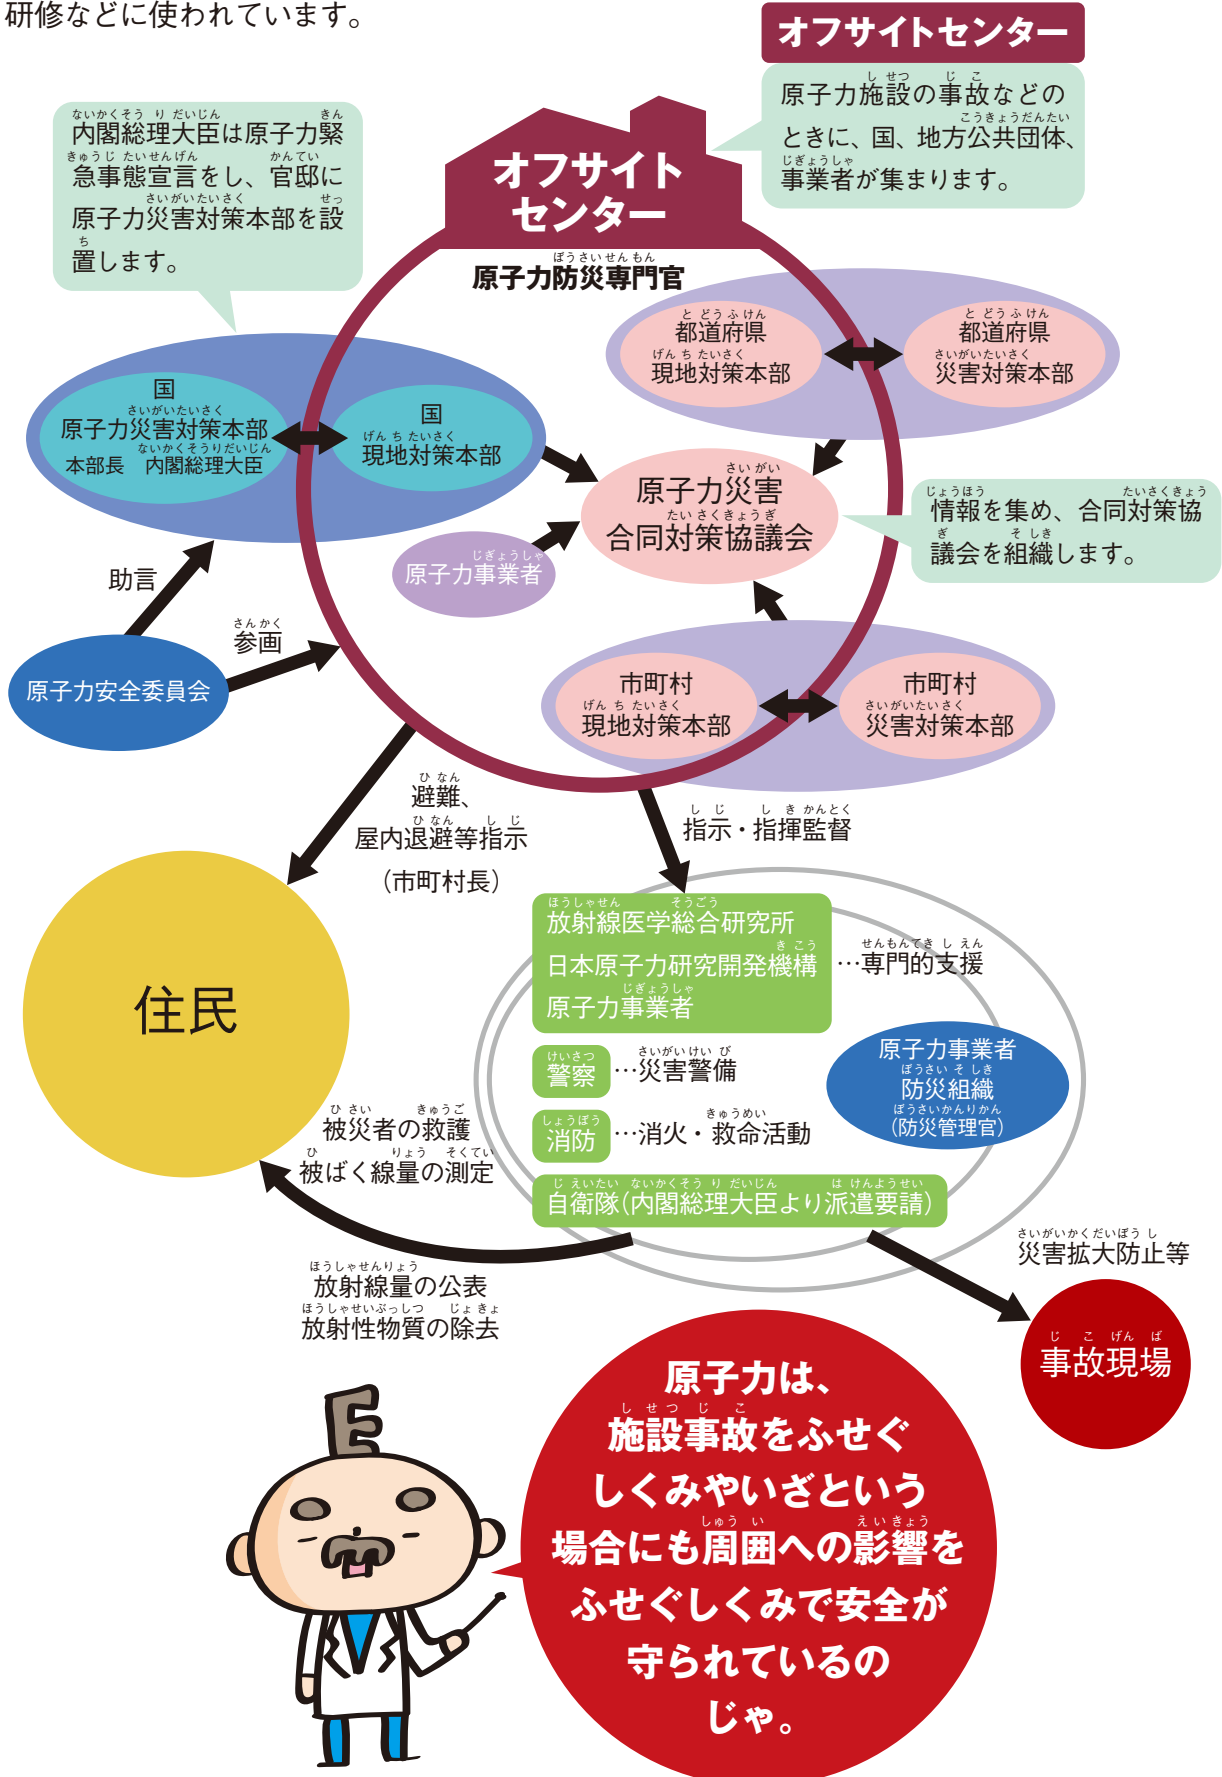 研修などに使われています。
オフサイトセンター
原子力施設の事故などの
ときに、国、地方公共団体、
事業者が集まります。
内閣総理大臣は原子力緊
急事態宣言をし、官邸に
原子力災害対策本部を設
置します。
オフサイト
センター
原子力防災専門官
都道府県
現地対策本部
都道府県
災害対策本部
国
原子力災害対策本部
本部長　内閣総理大臣
国
現地対策本部
原子力災害
合同対策協議会
情報を集め、合同対策協
議会を組織します。
原子力事業者
助言
参画
原子力安全委員会
市町村
現地対策本部
市町村
災害対策本部
避難、
屋内退避等指示
（市町村長）
指示・指揮監督
住民
放射線医学総合研究所
日本原子力研究開発機構
原子力事業者
…専門的支援
警察…災害警備
消防…消火・救命活動
自衛隊（内閣総理大臣より派遣要請）
原子力事業者
防災組織
（防災管理官）
被災者の救護
被ばく線量の測定
放射線量の公表
放射性物質の除去
災害拡大防止等
事故現場
原子力は、
施設事故をふせぐ
しくみやいざという
場合にも周囲への影響を
ふせぐしくみで安全が
守られているの
じゃ。